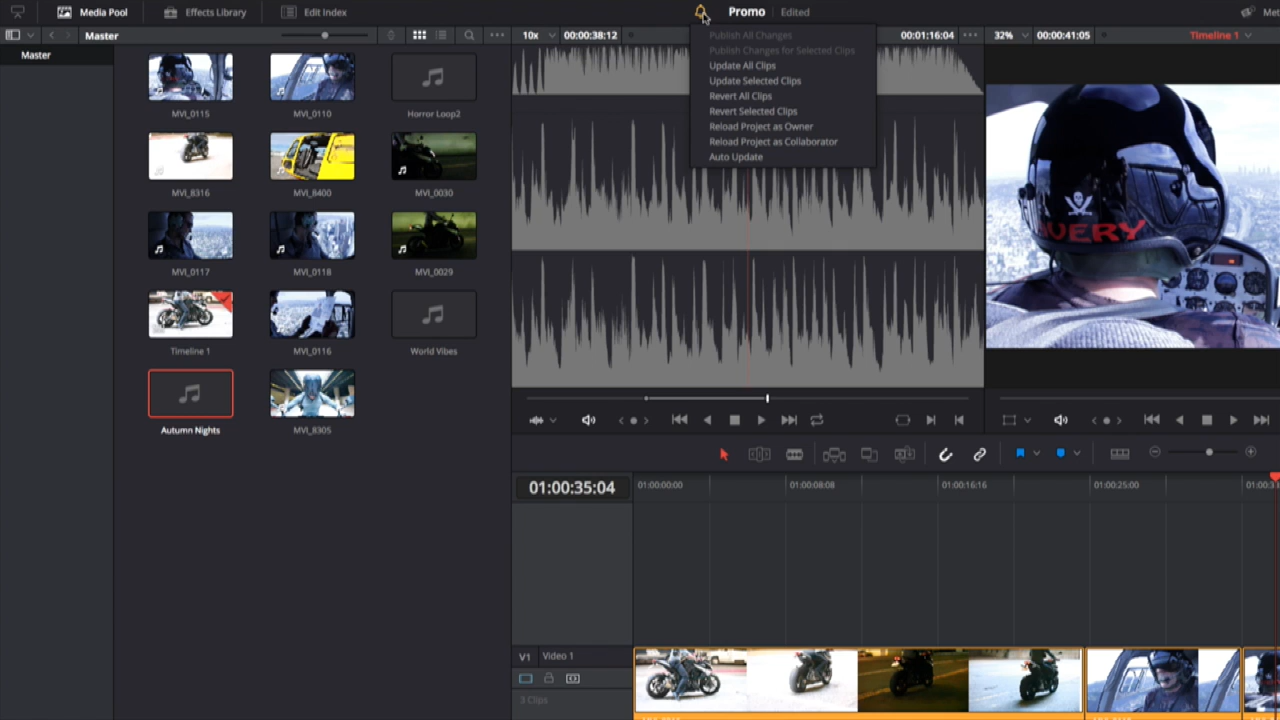 Media Pool
Effects Library
Edit Index
Promo
Edited
Master
10x
00:00:38:12
00:01:16:04
32%
00:00:41:05
Timeline 1
Master
Publish All Changes
Publish Changes for Selected Clips
Update All Clips
Update Selected Clips
Revert All Clips
Revert Selected Clips
Reload Project as Owner
Reload Project as Collaborator
Auto Update
MVI_0115
MVI_0110
Horror Loop2
MVI_8316
MVI_8400
MVI_0030
MVI_0117
MVI_0118
MVI_0029
Timeline 1
MVI_0116
World Vibes
Autumn Nights
MVI_8305
VERY
01:00:35:04
01:00:00:00
01:00:08:08
01:00:16:16
01:00:25:00
V1
Video 1
3 Clips